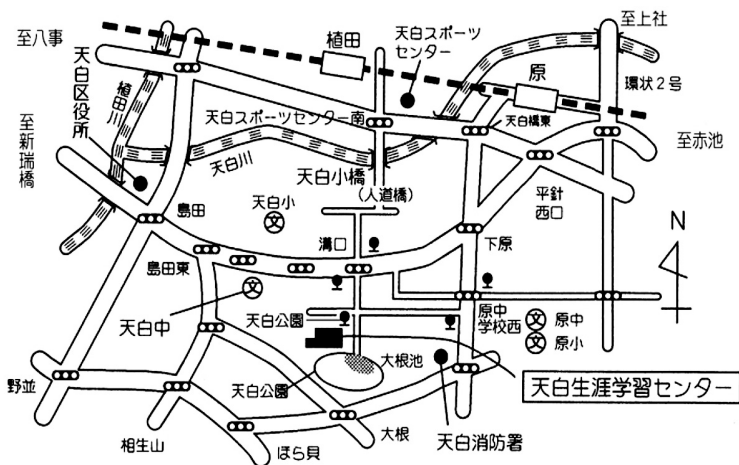 至上社
至八事
植田
天白スポーツ
センター
原
環状2号
天白区役所
植田川
天白スポーツセンター南
天白橋東
至新瑞橋
天白川
天白小橋
(人道橋)
至赤池
平針
西口
天白小
文
島田
溝口
下原
N
島田東
文
天白中
天白公園
原中
学校西
文
原中
文
原小
大根池
天白公園
天白生涯学習センター
野並
相生山
ほら貝
大根
天白消防署